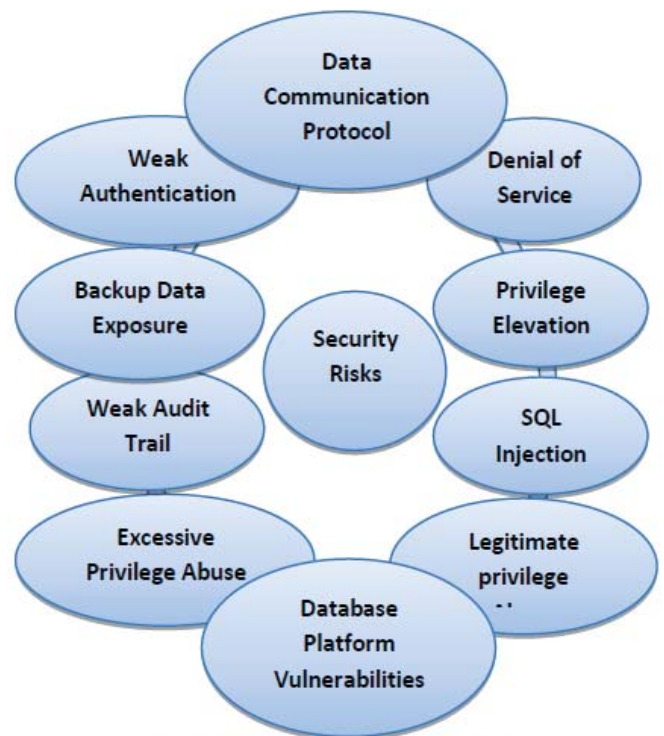 Data
Communication
Protocol
Weak
Authentication
Denial of
Service
Backup Data
Exposure
Privilege
Elevation
Security
Risks
Weak Audit
Trail
SQL
Injection
Excessive
Privilege Abuse
Legitimate
privilege
Database
Platform
Vulnerabilities